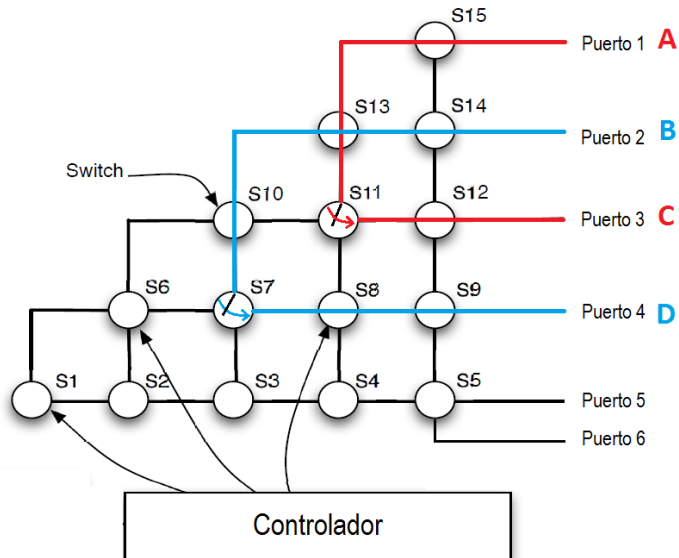 S15
Puerto 1 A
S13 S14
Puerto 2 B
Switch
S10 S11 S12
Puerto 3 C
S6 S7 S8 S9
Puerto 4 D
S1 S2 S3 S4 S5
Puerto 5
Puerto 6
Controlador